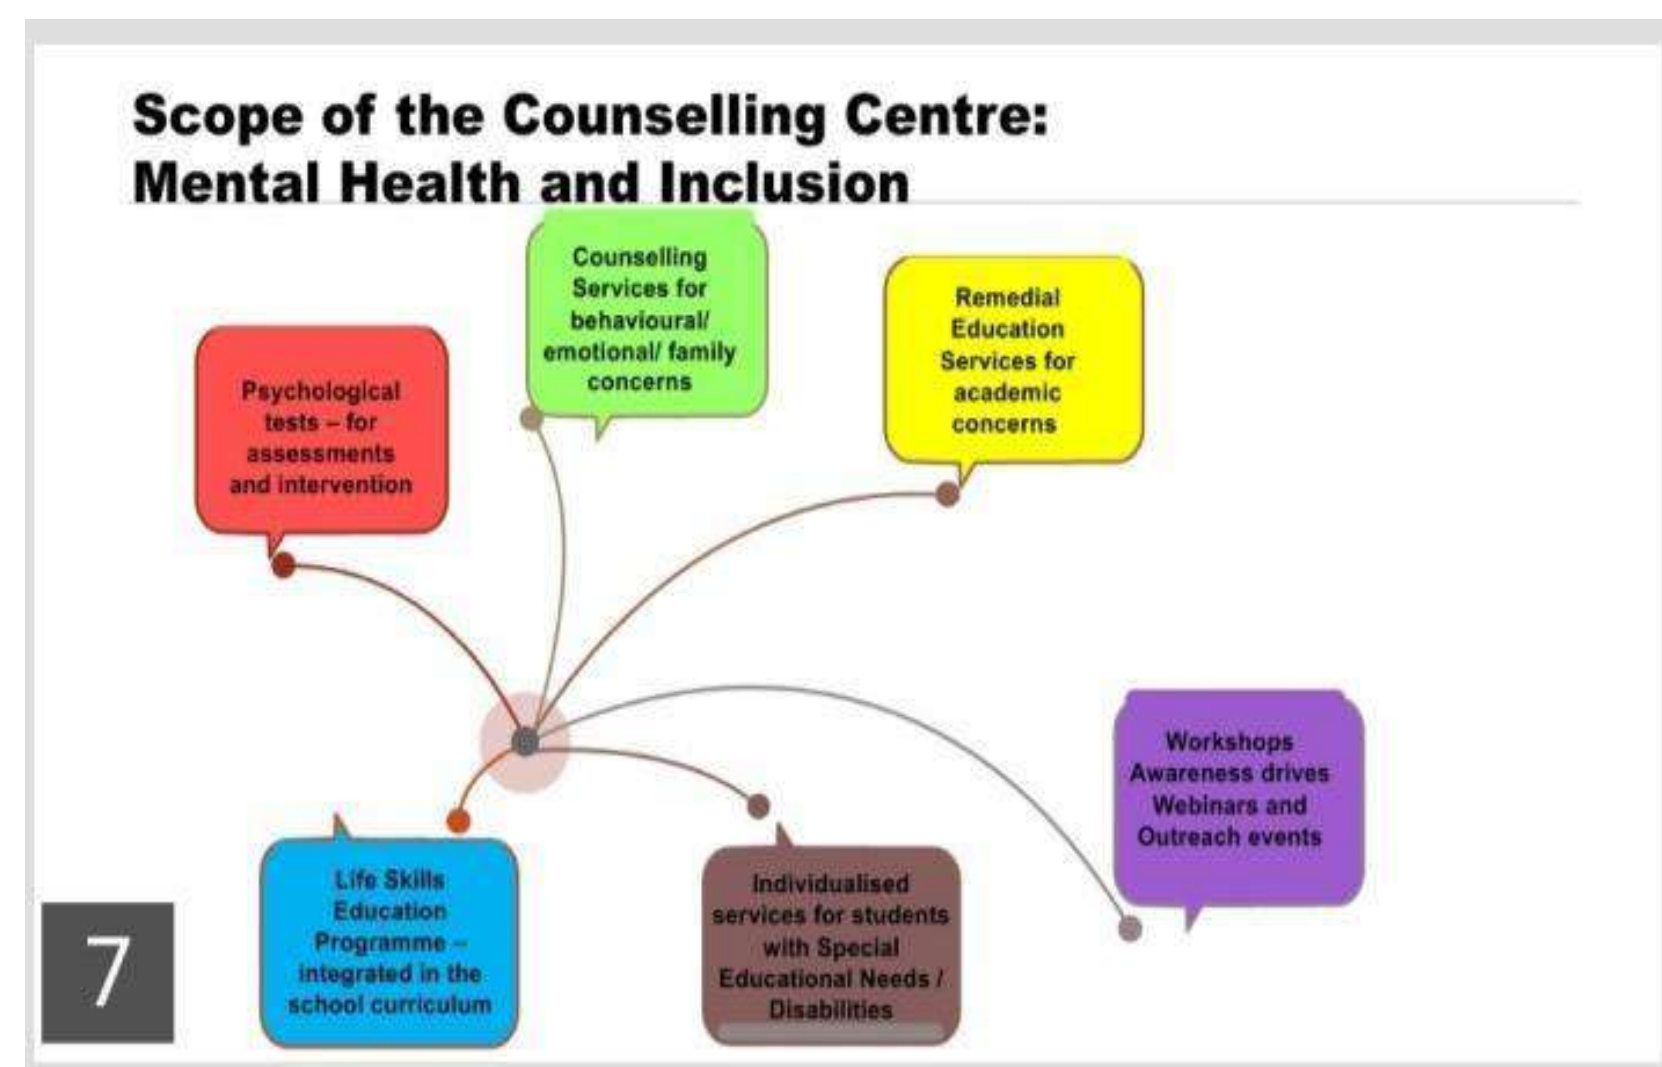 Scope of the Counselling Centre:
Mental Health and Inclusion
Psychological
tests – for
assessments
and intervention
Counselling
Services for
behavioural/
emotional/ family
concerns
Remedial
Education
Services for
academic
concerns
Workshops
Awareness drives
Webinars and
Outreach events
Life Skills
Education
Programme –
integrated in the
school curriculum
Individualised
services for students
with Special
Educational Needs /
Disabilities
7